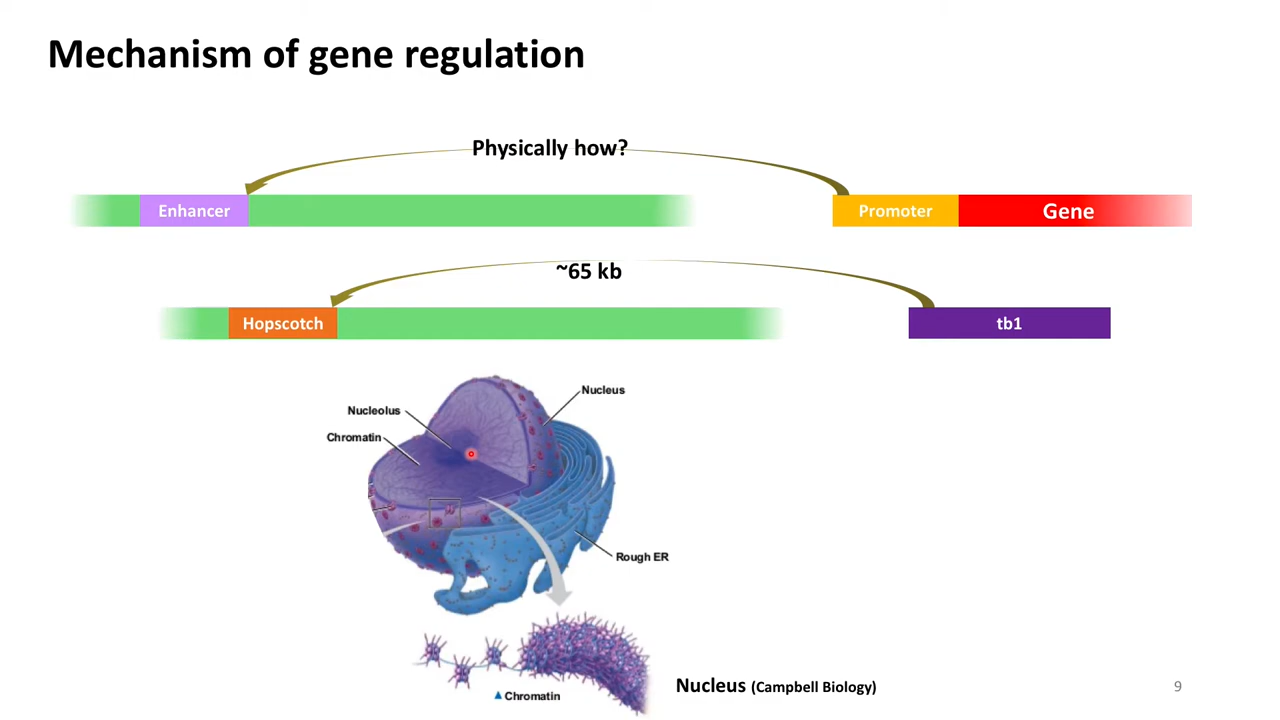 Mechanism of gene regulation
Physically how?
Enhancer
Promoter
Gene
~65 kb
Hopscotch
tb1
Nucleus
Nucleolus
Chromatin
Rough ER
Chromatin
Nucleus (Campbell Biology)
9